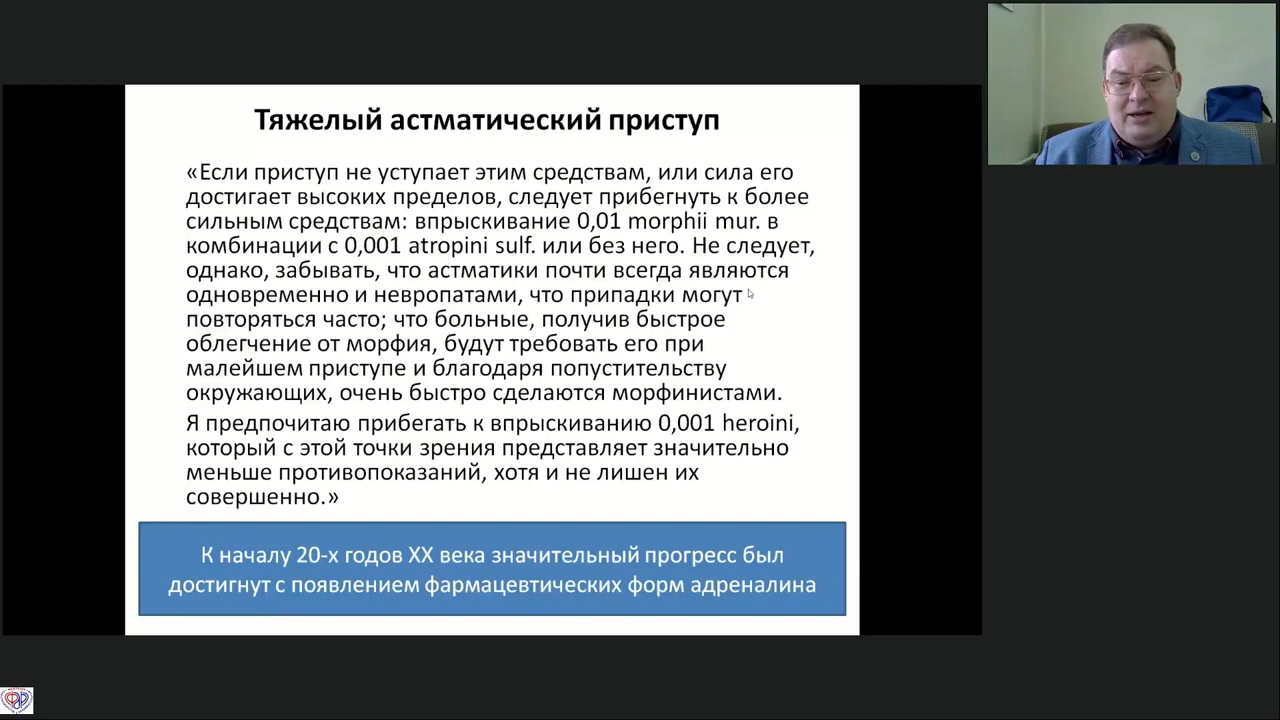 Тяжелый астматический приступ
«Если приступ не уступает этим средствам, или сила его
достигает высоких пределов, следует прибегнуть к более
сильным средствам: впрыскивание 0,01 morphii mur. в
комбинации с 0,001 atropini sulf. или без него. Не следует,
однако, забывать, что астматики почти всегда являются
одновременно и невропатами, что припадки могут
повторяться часто; что больные, получив быстрое
облегчение от морфия, будут требовать его при
малейшем приступе и благодаря попустительству
окружающих, очень быстро сделаются морфинистами.
Я предпочитаю прибегать к впрыскиванию 0,001 heroini,
который с этой точки зрения представляет значительно
меньше противопоказаний, хотя и не лишен их
совершенно.»
К началу 20-х годов XX века значительный прогресс был
достигнут с появлением фармацевтических форм адреналина